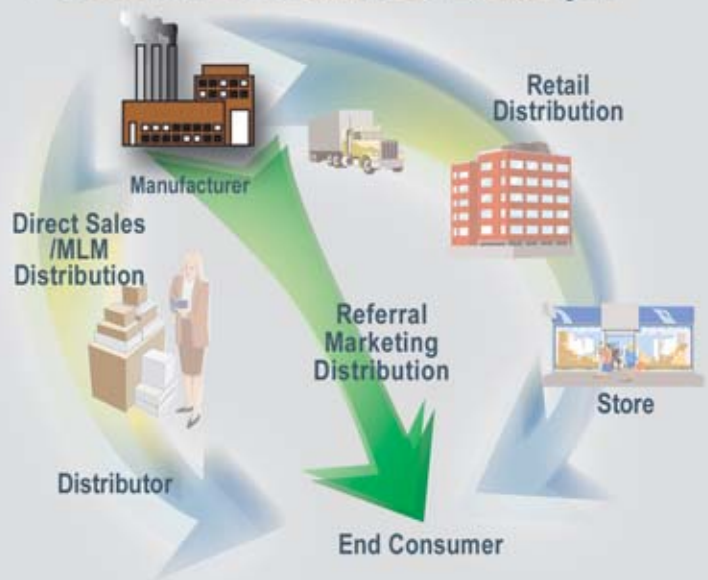 Manufacturer
Retail
Distribution
Direct Sales
/MLM
Distribution
Referral
Marketing
Distribution
Store
Distributor
End Consumer